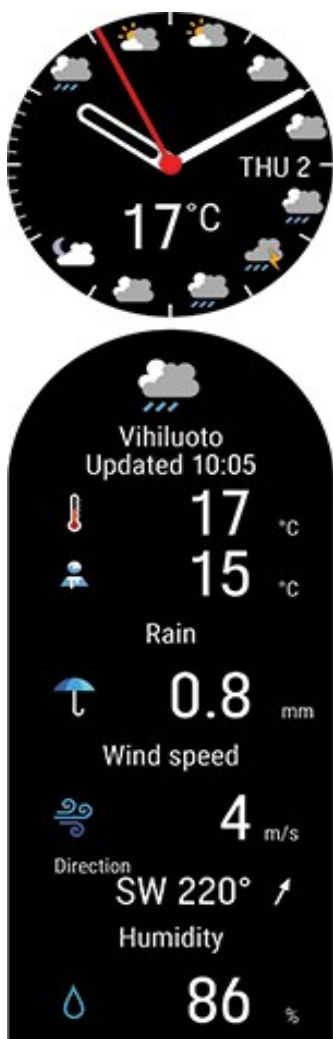 THU 2
17°C
Vihiluoto
Updated 10:05
17 °C
15 °C
Rain
0.8 mm
Wind speed
4 m/s
Direction
SW 220°
Humidity
86 %